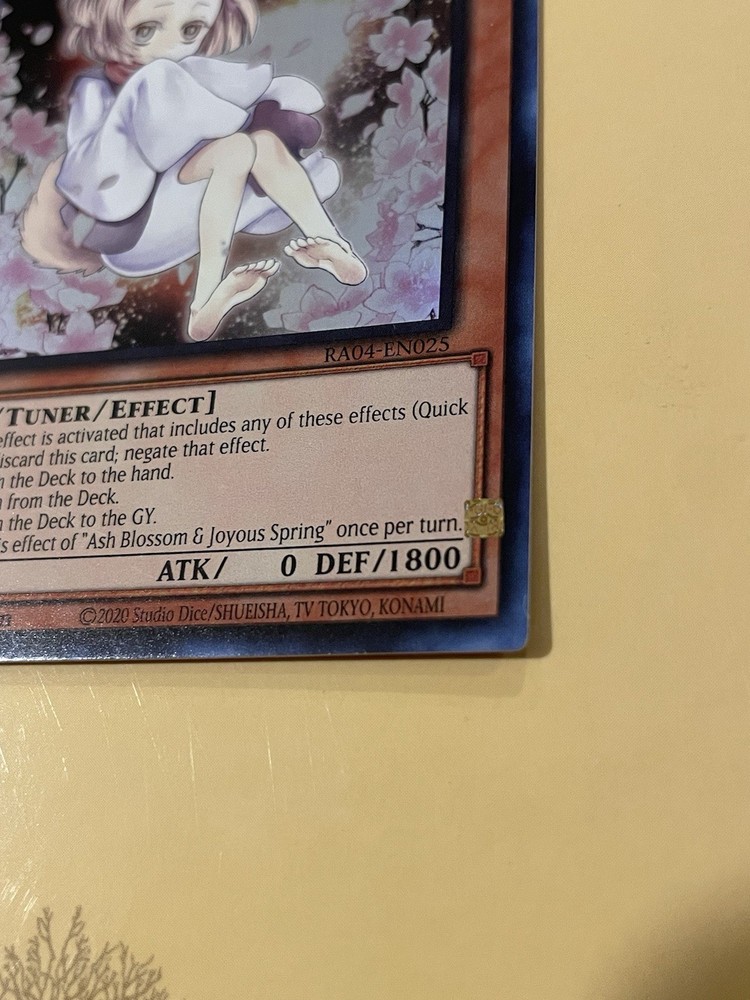 RA04-EN025
/TUNER/EFFECT]
effect is activated that includes any of these effects (Quick
iscard this card; negate that effect.
the Deck to the hand.
from the Deck.
the Deck to the GY.
s effect of "Ash Blossom & Joyous Spring" once per turn.
ATK/ 0 DEF/1800
©2020 Studio Dice/SHUEISHA, TV TOKYO, KONAMI